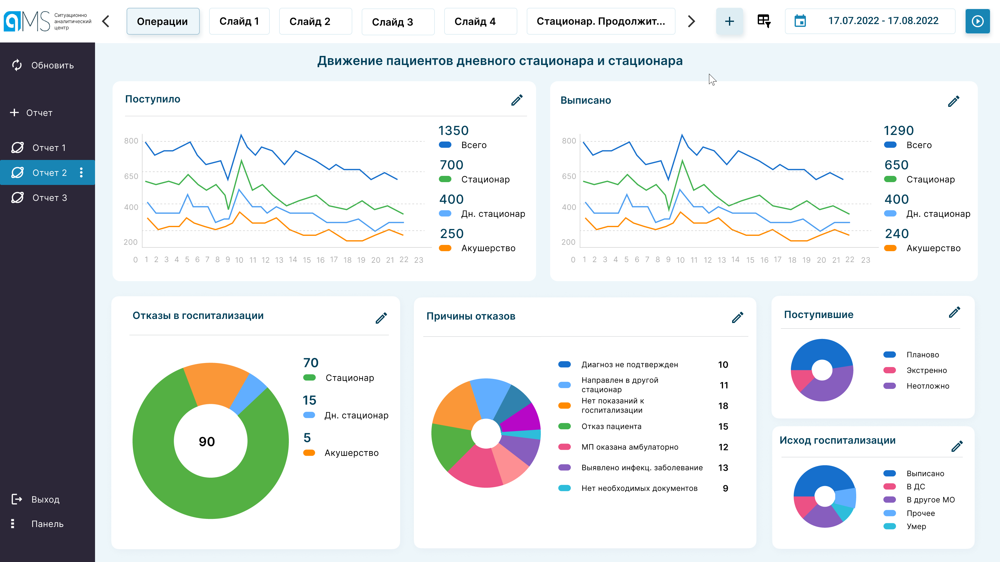 qMS
Ситуационно
аналитический
центр
Операции
Слайд 1
Слайд 2
Слайд 3
Слайд 4
Стационар. Продолжит...
17.07.2022 - 17.08.2022
Обновить
Отчет
Отчет 1
Отчет 2
Отчет 3
Выход
Панель
Движение пациентов дневного стационара и стационара
Поступило
800
650
400
200
0 1 2 3 4 5 6 7 8 9 10 11 12 13 14 15 16 17 18 19 20 21 22 23
1350
Всего
700
Стационар
400
Дн. стационар
250
Акушерство
Выписано
800
650
400
200
0 1 2 3 4 5 6 7 8 9 10 11 12 13 14 15 16 17 18 19 20 21 22 23
1290
Всего
650
Стационар
400
Дн. стационар
240
Акушерство
Отказы в госпитализации
90
70
Стационар
15
Дн. стационар
5
Акушерство
Причины отказов
Диагноз не подтвержден 10
Направлен в другой
стационар 11
Нет показаний к
госпитализации 18
Отказ пациента 15
МП оказана амбулаторно 12
Выявлено инфекц. заболевание 13
Нет необходимых документов 9
Поступившие
Планово
Экстренно
Неотложно
Исход госпитализации
Выписано
В ДС
В другое МО
Прочее
Умер